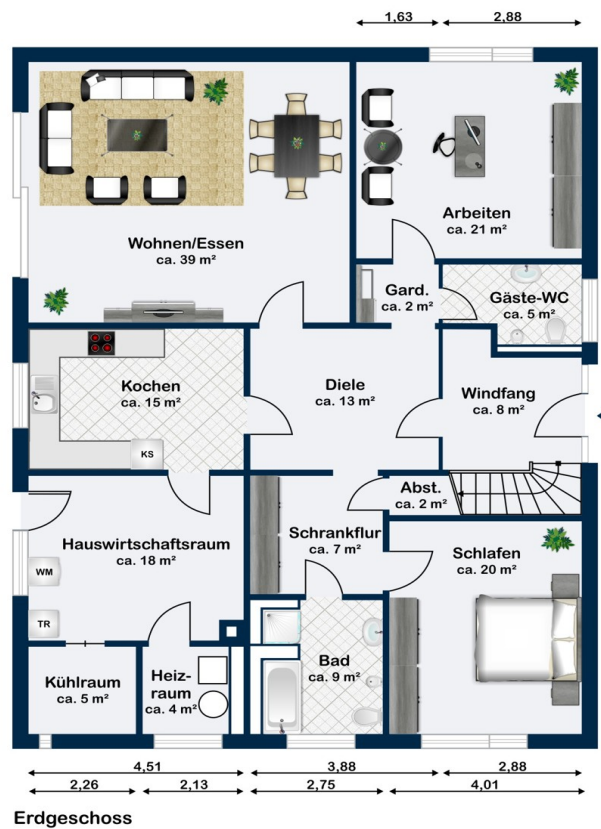 1,63
2,88
Wohnen/Essen
ca. 39 m²
Arbeiten
ca. 21 m²
Gard.
ca. 2 m²
Gäste-WC
ca. 5 m²
Kochen
ca. 15 m²
KS
Diele
ca. 13 m²
Windfang
ca. 8 m²
Abst.
ca. 2 m²
Hauswirtschaftsraum
ca. 18 m²
WM
TR
Schrankflur
ca. 7 m²
Schlafen
ca. 20 m²
Kühlraum
ca. 5 m²
Heiz-
raum
ca. 4 m²
Bad
ca. 9 m²
4,51
3,88
2,88
2,26
2,13
2,75
4,01
Erdgeschoss